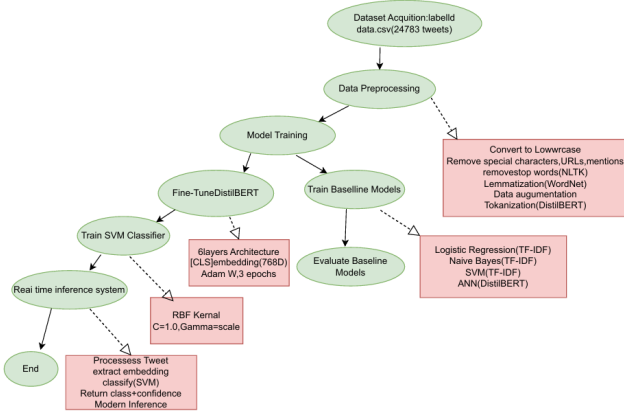 Dataset Acquition:labelld
data.csv(24783 tweets)
Data Preprocessing
Model Training
Convert to Lowwrcase
Remove special characters,URLs,mentions
removestop words(NLTK)
Lemmatization(WordNet)
Data augumentation
Tokanization(DistilBERT)
Fine-TuneDistilBERT
Train Baselline Models
Train SVM Classifier
6layers Architecture
[CLS]embedding(768D)
Adam W,3 epochs
Evaluate Baseline
Models
Logistic Regression(TF-IDF)
Naive Bayes(TF-IDF)
SVM(TF-IDF)
ANN(DistilBERT)
Reai time inference system
RBF Kernal
C=1.0,Gamma=scale
End
Processess Tweet
extract embedding
classify(SVM)
Return class+confidence
Modern Inference